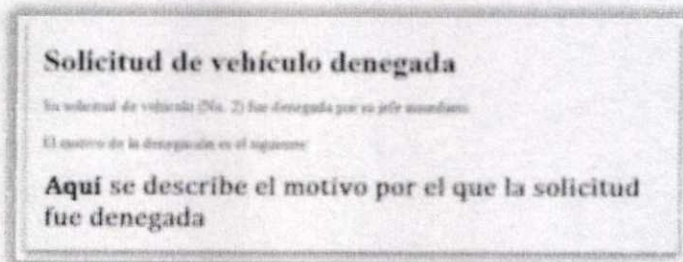 Solicitud de vehículo denegada
Su solicitud de vehículo (No. 2) fue denegada por su jefe inmediato
El motivo de la denegación es el siguiente:
Aquí se describe el motivo por el que la solicitud
fue denegada